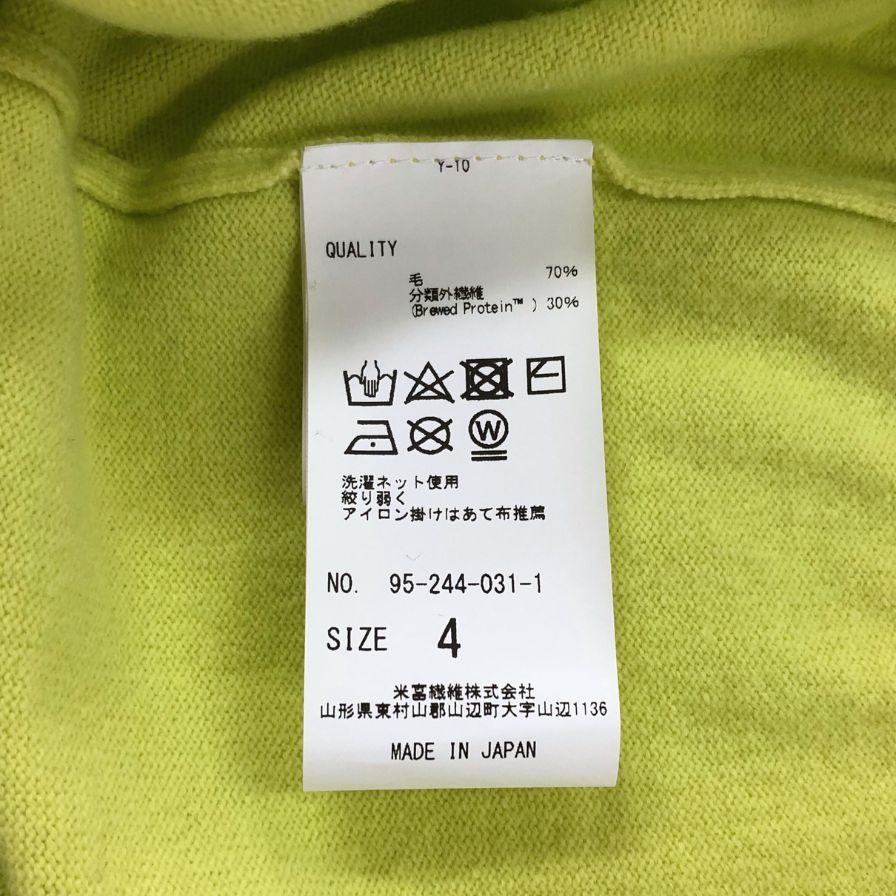 Y-10
QUALITY
毛 70%
分類外繊維
(Brewed Protein™ ) 30%
W
洗濯ネット使用
絞り弱く
アイロン掛けはあて布推薦
NO. 95-244-031-1
SIZE 4
米富繊維株式会社
山形県東村山郡山辺町大字山辺1136
MADE IN JAPAN